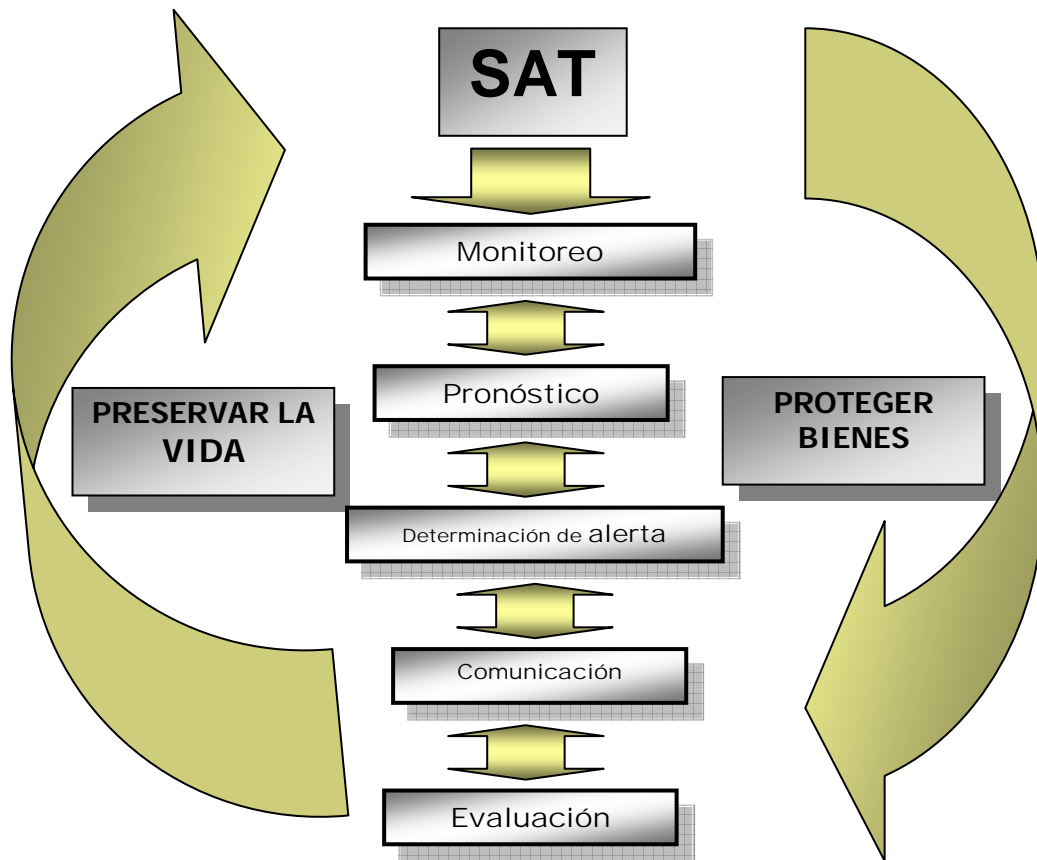 SAT
Monitoreo
Pronóstico
PRESERVAR LA
VIDA
PROTEGER
BIENES
Determinación de alerta
Comunicación
Evaluación